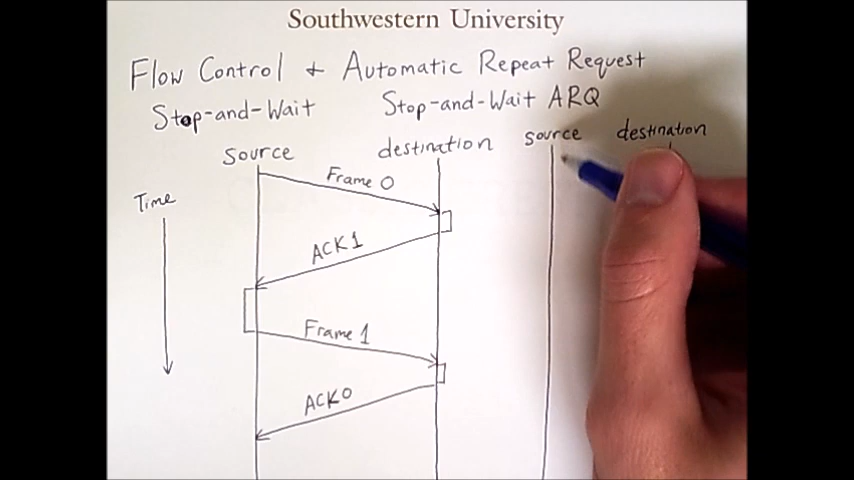 Southwestern University
Flow Control + Automatic Repeat Request
Stop-and-Wait Stop-and-Wait ARQ
source destination source destination
Time
Frame 0
ACK1
Frame 1
ACK0